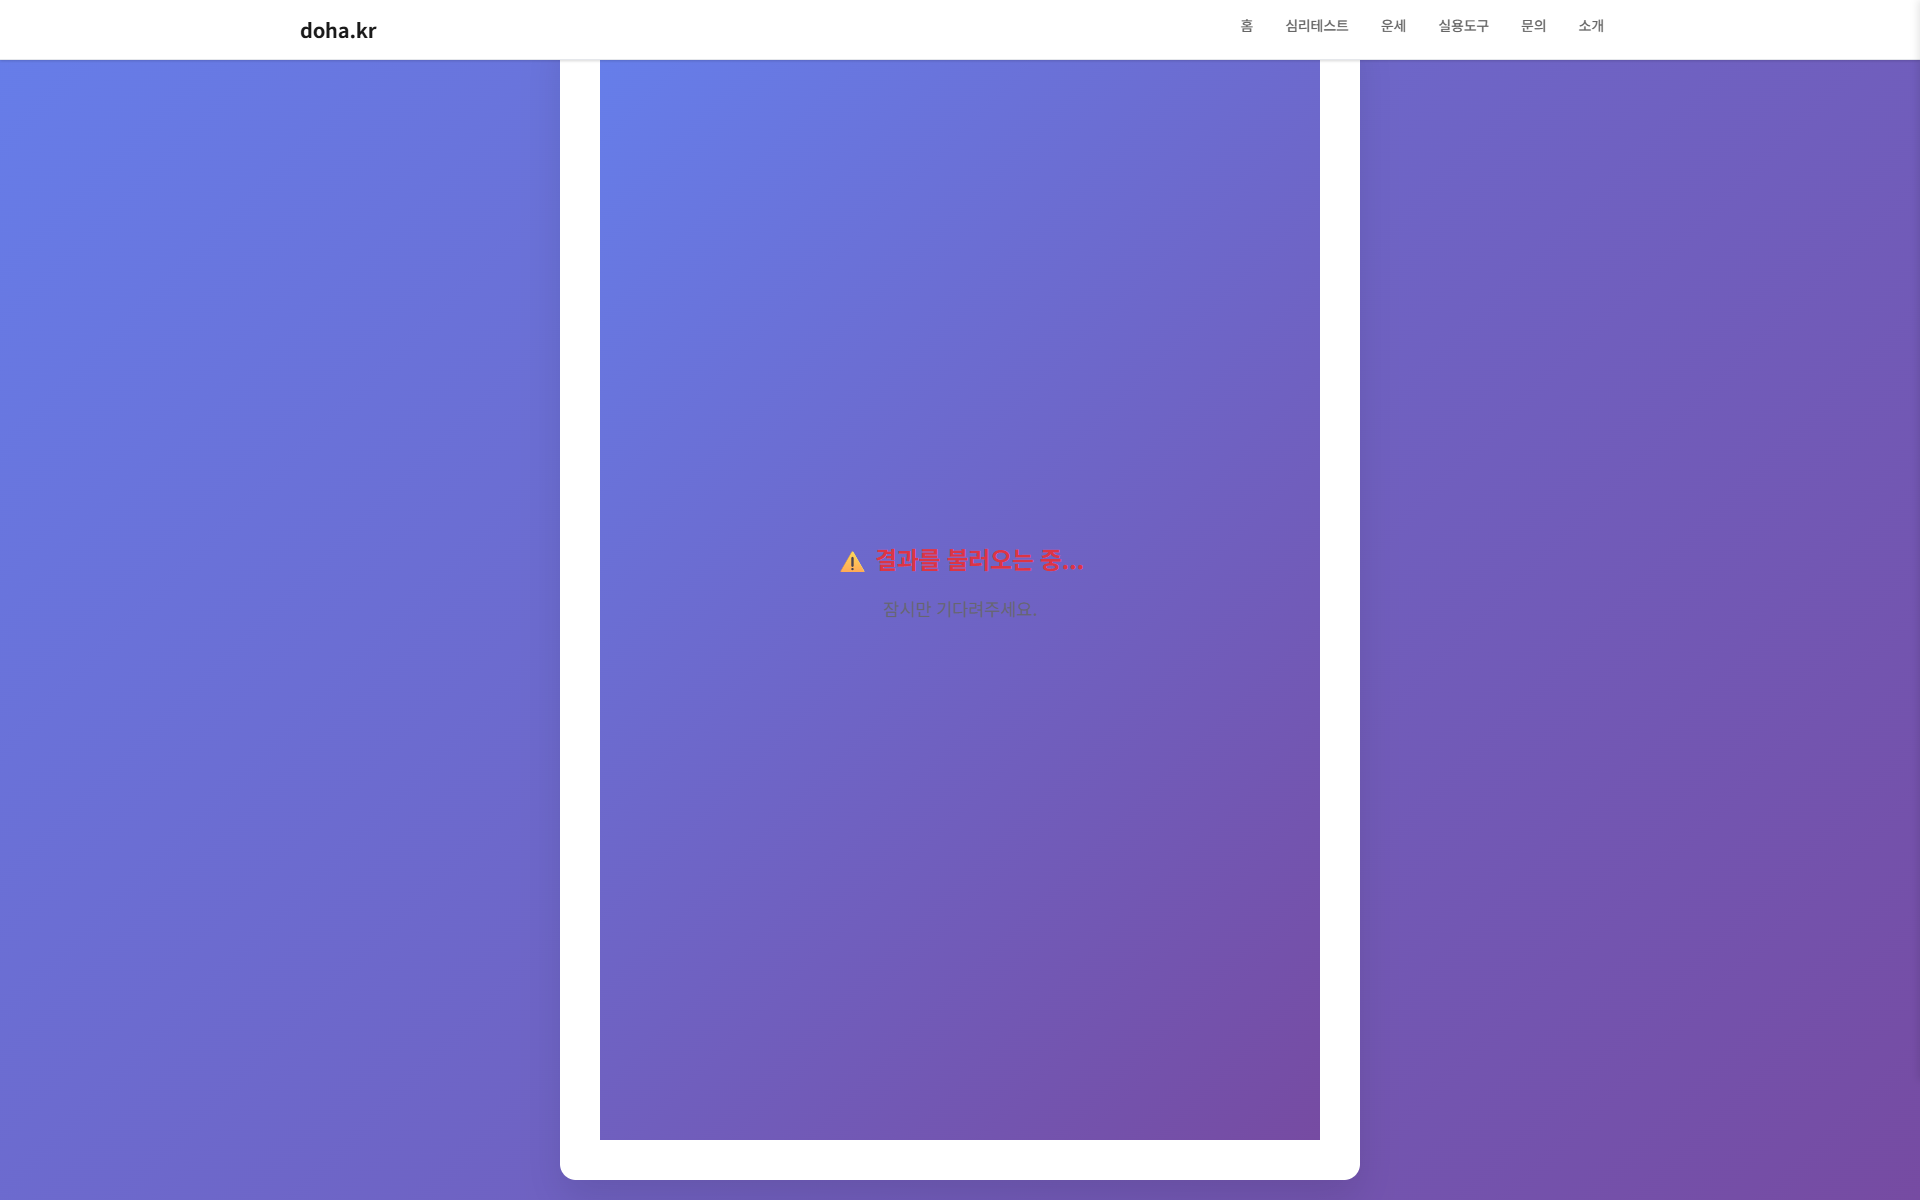 doha.kr
홈 심리테스트 운세 실용도구 문의 소개
⚠️ 결과를 불러오는 중...
잠시만 기다려주세요.